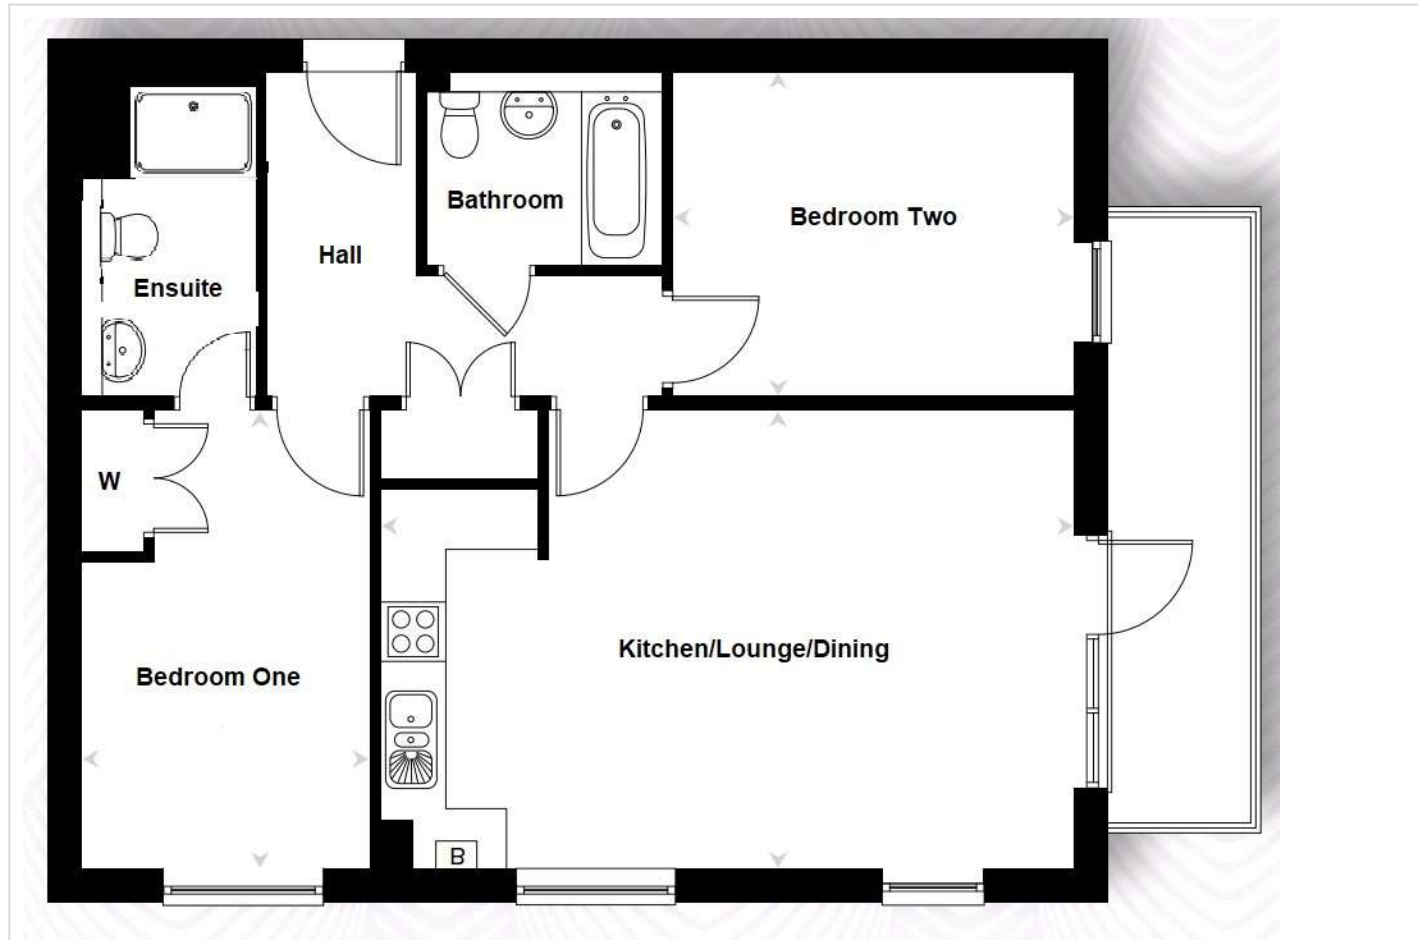 Bathroom
Bedroom Two
Hall
Ensuite
W
Kitchen/Lounge/Dining
Bedroom One
B